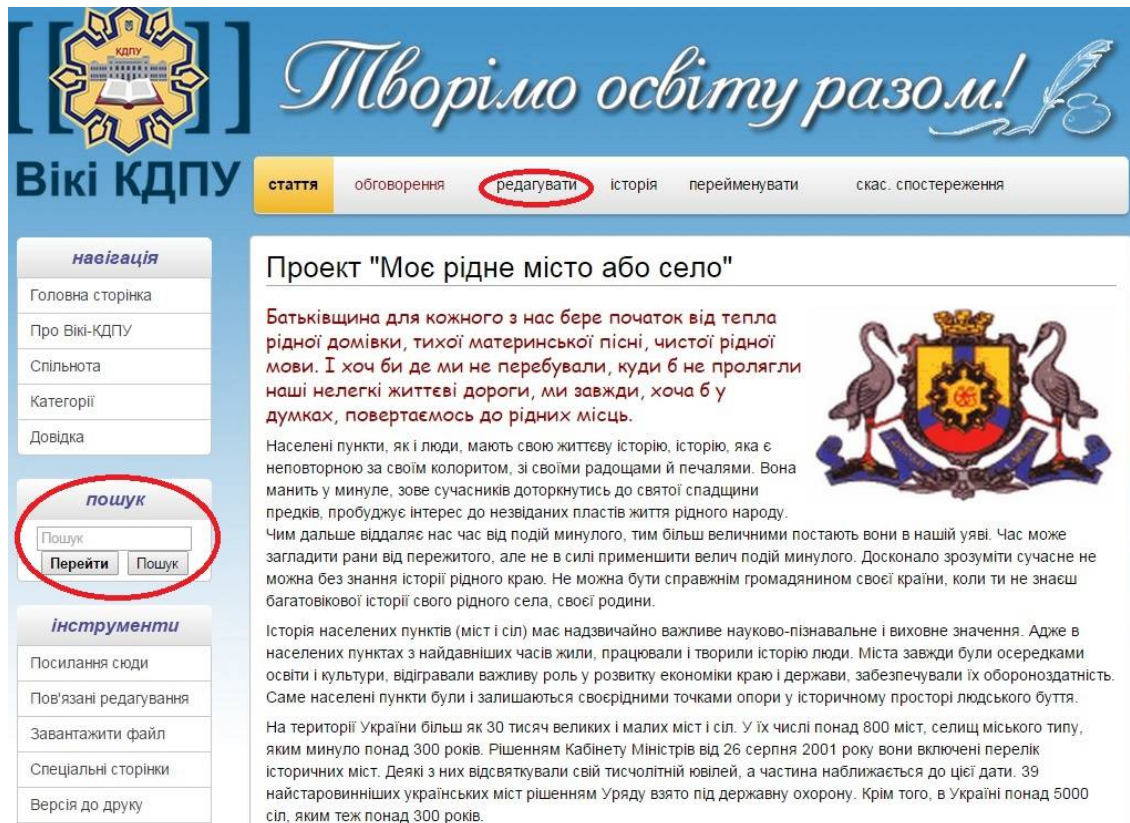 КДПУ
Творімо освіту разом!
Вікі КДПУ
стаття обговорення редагувати історія перейменувати скас. спостереження
навігація
Головна сторінка
Про Вікі-КДПУ
Спільнота
Категорії
Довідка
пошук
Пошук
Перейти Пошук
інструменти
Посилання сюди
Пов'язані редагування
Завантажити файл
Спеціальні сторінки
Версія до друку
Проект "Моє рідне місто або село"
Батьківщина для кожного з нас бере початок від тепла
рідної домівки, тихої материнської пісні, чистої рідної
мови. І хоч би де ми не перебували, куди б не пролягли
наші нелегкі життєві дороги, ми завжди, хоча б у
думках, повертаємось до рідних місць.
Населені пункти, як і люди, мають свою життєву історію, історію, яка є
неповторною за своїм колоритом, зі своїми радощами й печалями. Вона
манить у минуле, зове сучасників доторкнутись до святої спадщини
предків, пробуджує інтерес до незвіданих пластів життя рідного народу.
Чим дальше віддаляє нас час від подій минулого, тим більш величними постають вони в нашій уяві. Час може
загладити рани від пережитого, але не в силі применшити велич подій минулого. Досконало зрозуміти сучасне не
можна без знання історії рідного краю. Не можна бути справжнім громадянином своєї країни, коли ти не знаєш
багатовікової історії свого рідного села, своєї родини.
Історія населених пунктів (міст і сіл) має надзвичайно важливе науково-пізнавальне і виховне значення. Адже в
населених пунктах з найдавніших часів жили, працювали і творили історію люди. Міста завжди були осередками
освіти і культури, відігравали важливу роль у розвитку економіки краю і держави, забезпечували їх обороноздатність.
Саме населені пункти були і залишаються своєрідними точками опори у історичному просторі людського буття.
На території України більш як 30 тисяч великих і малих міст і сіл. У їх числі понад 800 міст, селищ міського типу,
яким минуло понад 300 років. Рішенням Кабінету Міністрів від 26 серпня 2001 року вони включені перелік
історичних міст. Деякі з них відсвяткували свій тисчолітній ювілей, а частина наближається до цієї дати. 39
найстаровинніших українських міст рішенням Уряду взято під державну охорону. Крім того, в Україні понад 5000
сіл, яким теж понад 300 років.